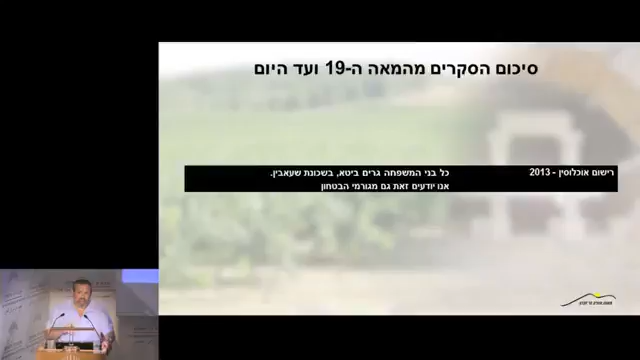 סיכום הסקרים מהמאה ה-19 ועד היום
רישום אוכלוסין - 2013
כל בני המשפחה גרים ביטא, בשכונת שעאבין.
אנו יודעים זאת גם מגורמי הבטחון